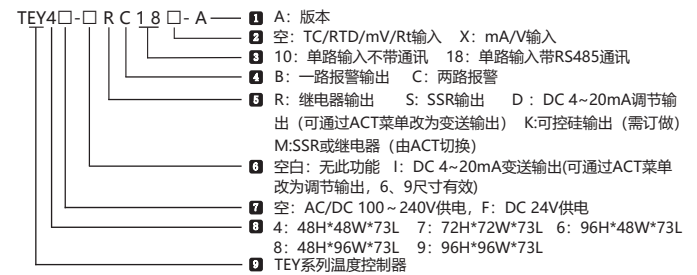 TEY4□-□RC18□-A
1 A：版本
2 空：TC/RTD/mV/Rt输入 X：mA/V输入
3 10：单路输入不带通讯 18：单路输入带RS485通讯
4 B：一路报警输出 C：两路报警
5 R：继电器输出 S: SSR输出 D：DC 4~20mA调节输
出（可通过ACT菜单改为变送输出） K:可控硅输出（需订做）
M:SSR或继电器（由ACT切换）
6 空白：无此功能 I：DC 4~20mA变送输出(可通过ACT菜单
改为调节输出，6、9尺寸有效)
7 空：AC/DC 100～240V供电，F：DC 24V供电
8 4：48H*48W*73L 7：72H*72W*73L 6：96H*48W*73L
8：48H*96W*73L 9：96H*96W*73L
9 TEY系列温度控制器